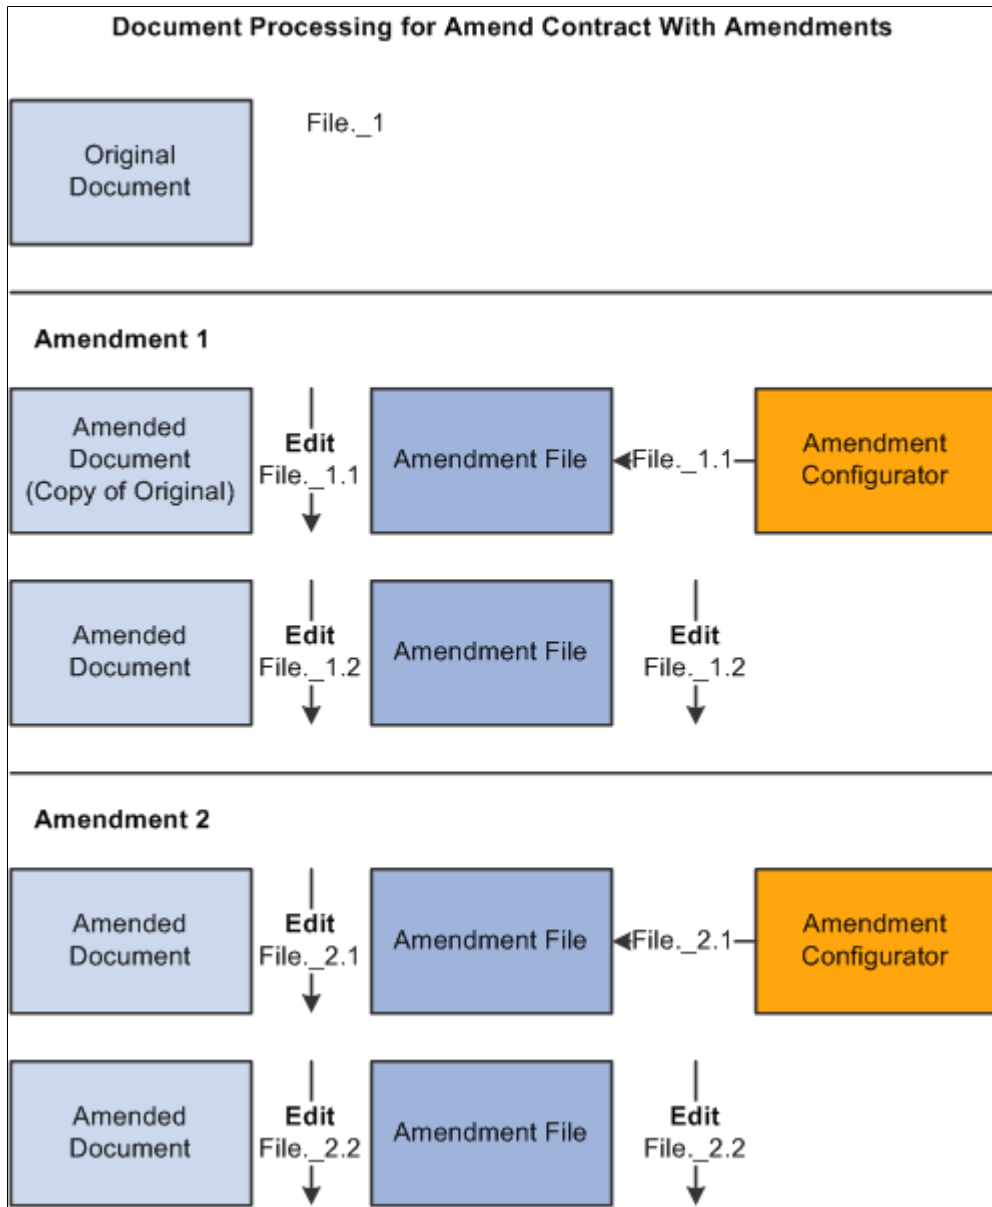 Document Processing for Amend Contract With Amendments
Original
Document
File._1
Amendment 1
Amended
Document
(Copy of Original)
Edit
File._1.1
Amendment File
File._1.1
Amendment
Configurator
Amended
Document
Edit
File._1.2
Amendment File
Edit
File._1.2
Amendment 2
Amended
Document
Edit
File._2.1
Amendment File
File._2.1
Amendment
Configurator
Amended
Document
Edit
File._2.2
Amendment File
Edit
File._2.2